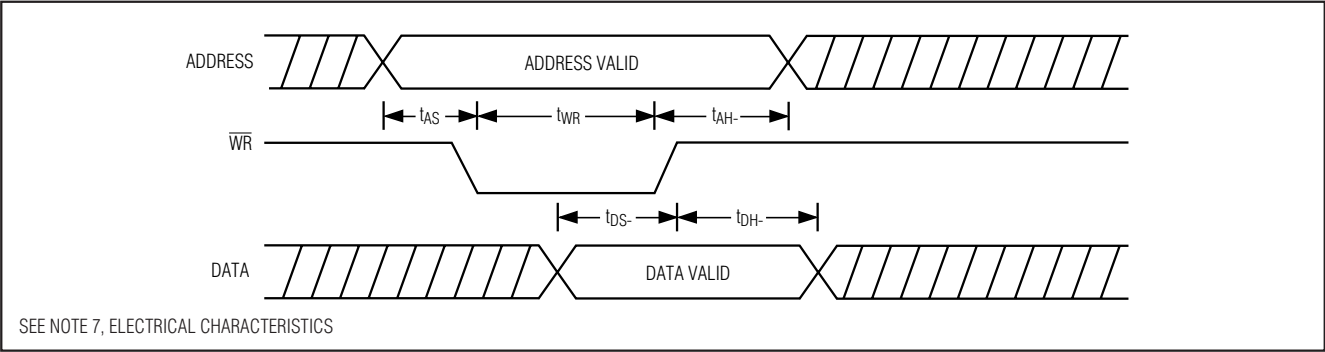 ADDRESS
ADDRESS VALID
tAS
tWR
tAH-
WR
tDS-
tDH-
DATA
DATA VALID
SEE NOTE 7, ELECTRICAL CHARACTERISTICS